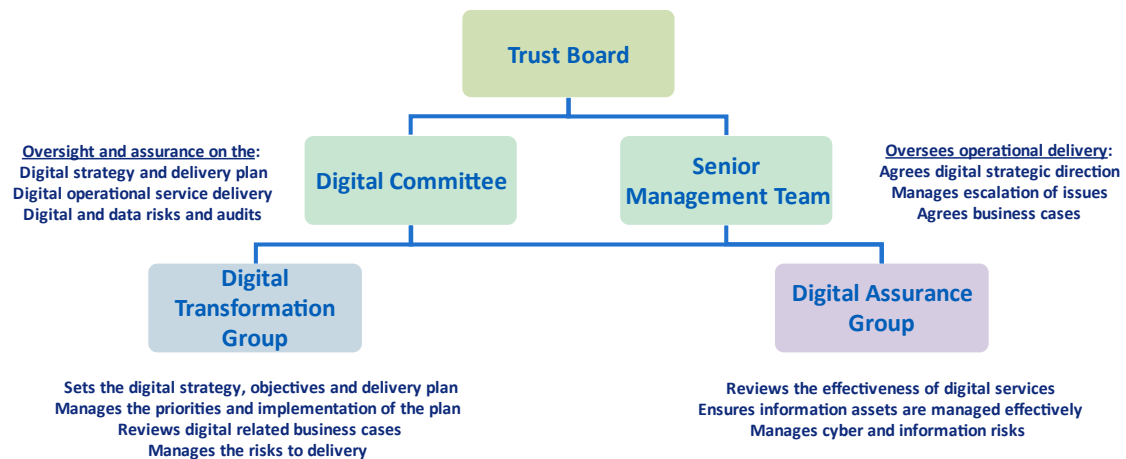 Trust Board
Oversight and assurance on the:
Digital strategy and delivery plan
Digital operational service delivery
Digital and data risks and audits
Digital Committee
Senior
Management Team
Oversees operational delivery:
Agrees digital strategic direction
Manages escalation of issues
Agrees business cases
Digital
Transformation
Group
Digital Assurance
Group
Sets the digital strategy, objectives and delivery plan
Manages the priorities and implementation of the plan
Reviews digital related business cases
Manages the risks to delivery
Reviews the effectiveness of digital services
Ensures information assets are managed effectively
Manages cyber and information risks